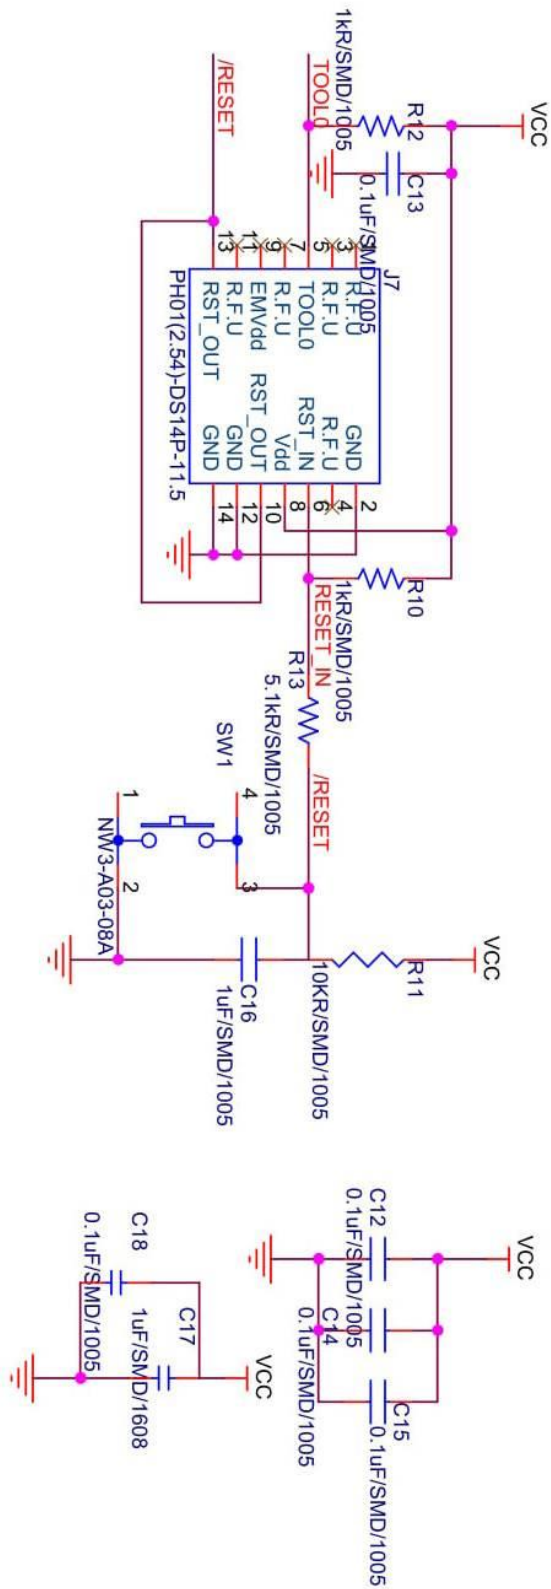 VCC
R12
1kR/SMD/1005
C13
0.1uF/SMD/1005
TOOL0
/RESET
J7
1
3
5
7
9
11
13
R.F.U
R.F.U
TOOL0
R.F.U
EMVdd
R.F.U
RST_OUT
GND
R.F.U
RST_IN
Vdd
RST_OUT
GND
GND
2
4
6
8
10
12
14
PH01(2.54)-DS14P-11.5
R10
1kR/SMD/1005
RESET_IN
R13
5.1kR/SMD/1005
/RESET
SW1
4
3
1
2
NW3-A03-08A
VCC
R11
10KR/SMD/1005
C16
1uF/SMD/1005
VCC
C12
0.1uF/SMD/1005
C14
0.1uF/SMD/1005
C15
0.1uF/SMD/1005
VCC
C17
1uF/SMD/1608
C18
0.1uF/SMD/1005